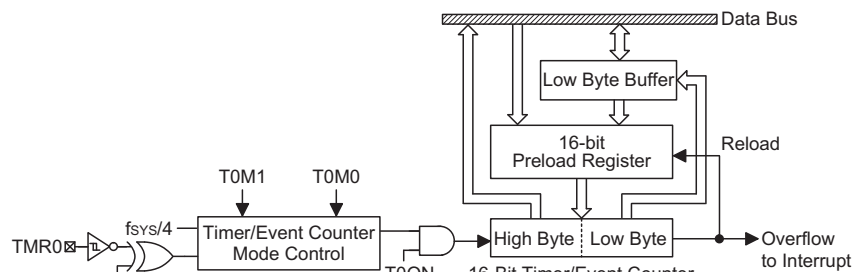 Data Bus
Low Byte Buffer
16-bit
Preload Register
Reload
T0M1 T0M0
fSYS/4
TMR0
Timer/Event Counter
Mode Control
High Byte Low Byte
Overflow
to Interrupt
T0ON
16-Bit Timer/Event Counter